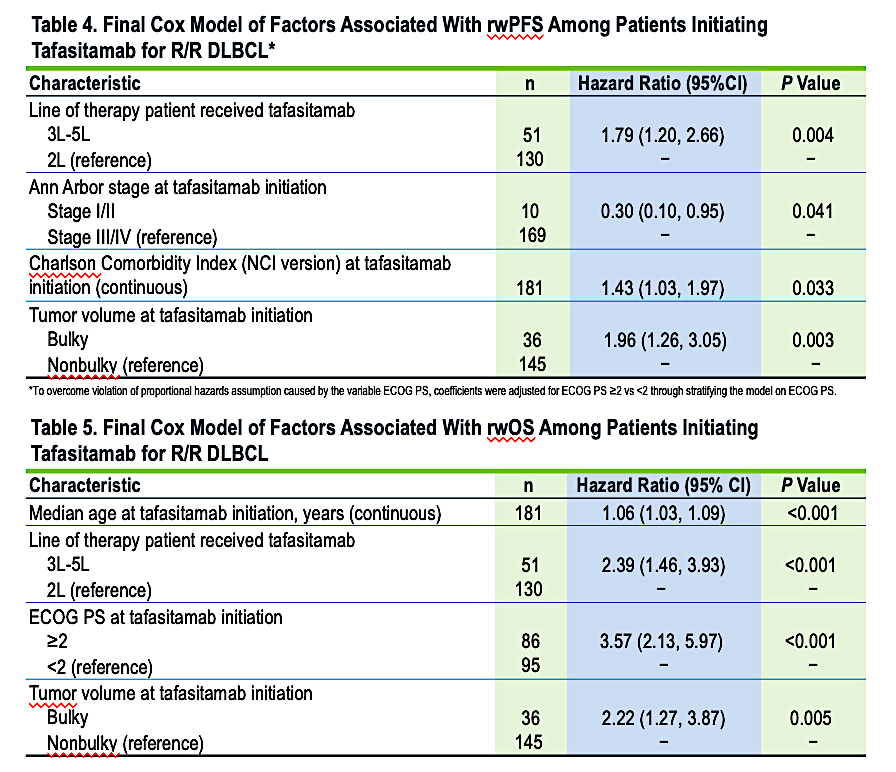 Table 4. Final Cox Model of Factors Associated With rwPFS Among Patients Initiating
Tafasitamab for R/R DLBCL*
Characteristic n Hazard Ratio (95%CI) P Value
Line of therapy patient received tafasitamab
3L-5L 51 1.79 (1.20, 2.66) 0.004
2L (reference) 130 – –
Ann Arbor stage at tafasitamab initiation
Stage I/II 10 0.30 (0.10, 0.95) 0.041
Stage III/IV (reference) 169 – –
Charlson Comorbidity Index (NCI version) at tafasitamab
initiation (continuous) 181 1.43 (1.03, 1.97) 0.033
Tumor volume at tafasitamab initiation
Bulky 36 1.96 (1.26, 3.05) 0.003
Nonbulky (reference) 145 – –
*To overcome violation of proportional hazards assumption caused by the variable ECOG PS, coefficients were adjusted for ECOG PS ≥2 vs <2 through stratifying the model on ECOG PS.
Table 5. Final Cox Model of Factors Associated With rwOS Among Patients Initiating
Tafasitamab for R/R DLBCL
Characteristic n Hazard Ratio (95% CI) P Value
Median age at tafasitamab initiation, years (continuous) 181 1.06 (1.03, 1.09) <0.001
Line of therapy patient received tafasitamab
3L-5L 51 2.39 (1.46, 3.93) <0.001
2L (reference) 130 – –
ECOG PS at tafasitamab initiation
≥2 86 3.57 (2.13, 5.97) <0.001
<2 (reference) 95 – –
Tumor volume at tafasitamab initiation
Bulky 36 2.22 (1.27, 3.87) 0.005
Nonbulky (reference) 145 – –